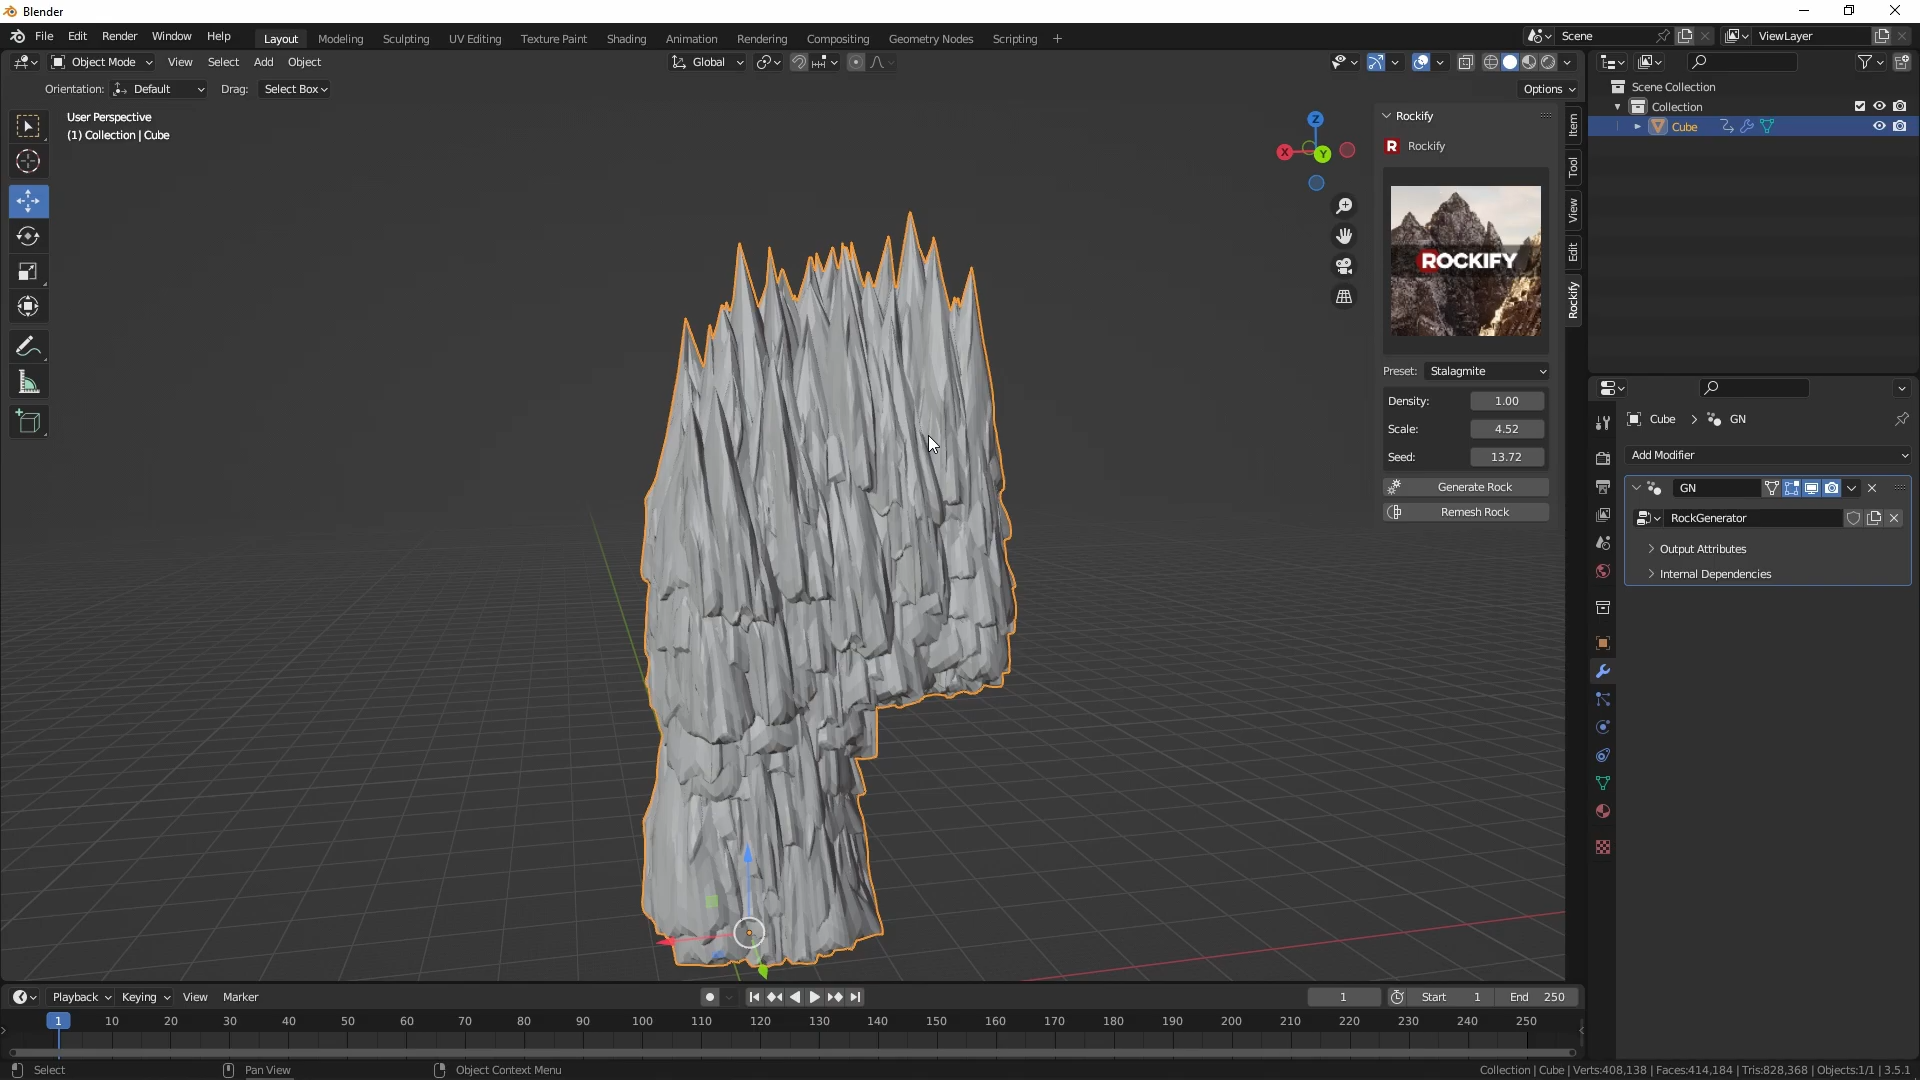 Blender
File Edit Render Window Help Layout Modeling Sculpting UV Editing Texture Paint Shading Animation Rendering Compositing Geometry Nodes Scripting + Scene ViewLayer
Object Mode View Select Add Object Global
Orientation: Default Drag: Select Box Options
User Perspective
(1) Collection | Cube
Z
X
Y
Rockify
R Rockify
ROCKIFY
Preset: Stalagmite
Density: 1.00
Scale: 4.52
Seed: 13.72
Generate Rock
Remesh Rock
Item
Tool
View
Edit
Rockify
Scene Collection
Collection
Cube
Cube GN
Add Modifier
GN
RockGenerator
Output Attributes
Internal Dependencies
Playback Keying View Marker 1 Start 1 End 250
1 10 20 30 40 50 60 70 80 90 100 110 120 130 140 150 160 170 180 190 200 210 220 230 240 250
Select Pan View Object Context Menu Collection | Cube | Verts:408,138 | Faces:414,184 | Tris:828,368 | Objects:1/1 | 3.5.1